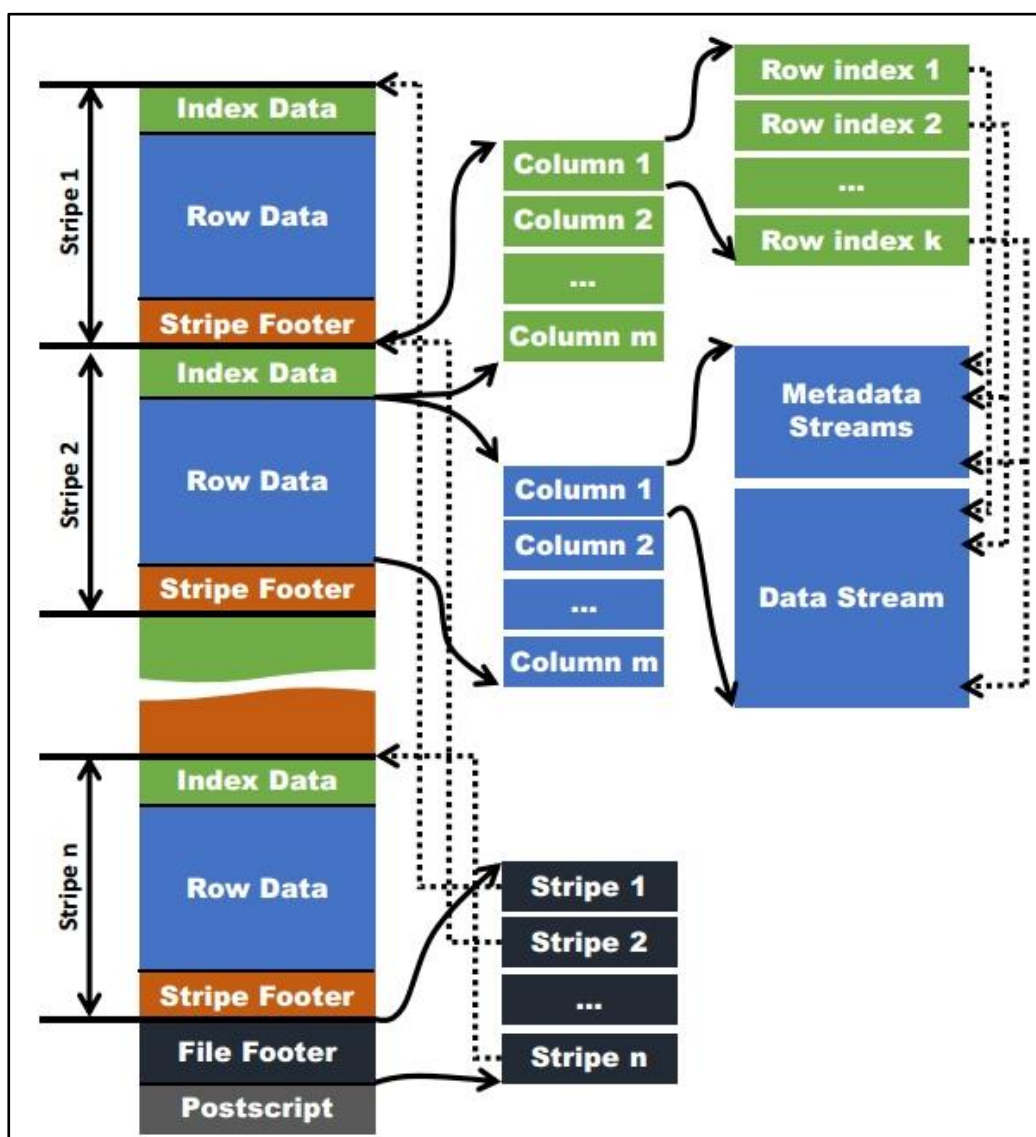 Stripe 1
Index Data
Row Data
Stripe Footer
Stripe 2
Index Data
Row Data
Stripe Footer
Stripe n
Index Data
Row Data
Stripe Footer
File Footer
Postscript
Column 1
Column 2
...
Column m
Column 1
Column 2
...
Column m
Stripe 1
Stripe 2
...
Stripe n
Row index 1
Row index 2
...
Row index k
Metadada
Streams
Data Stream